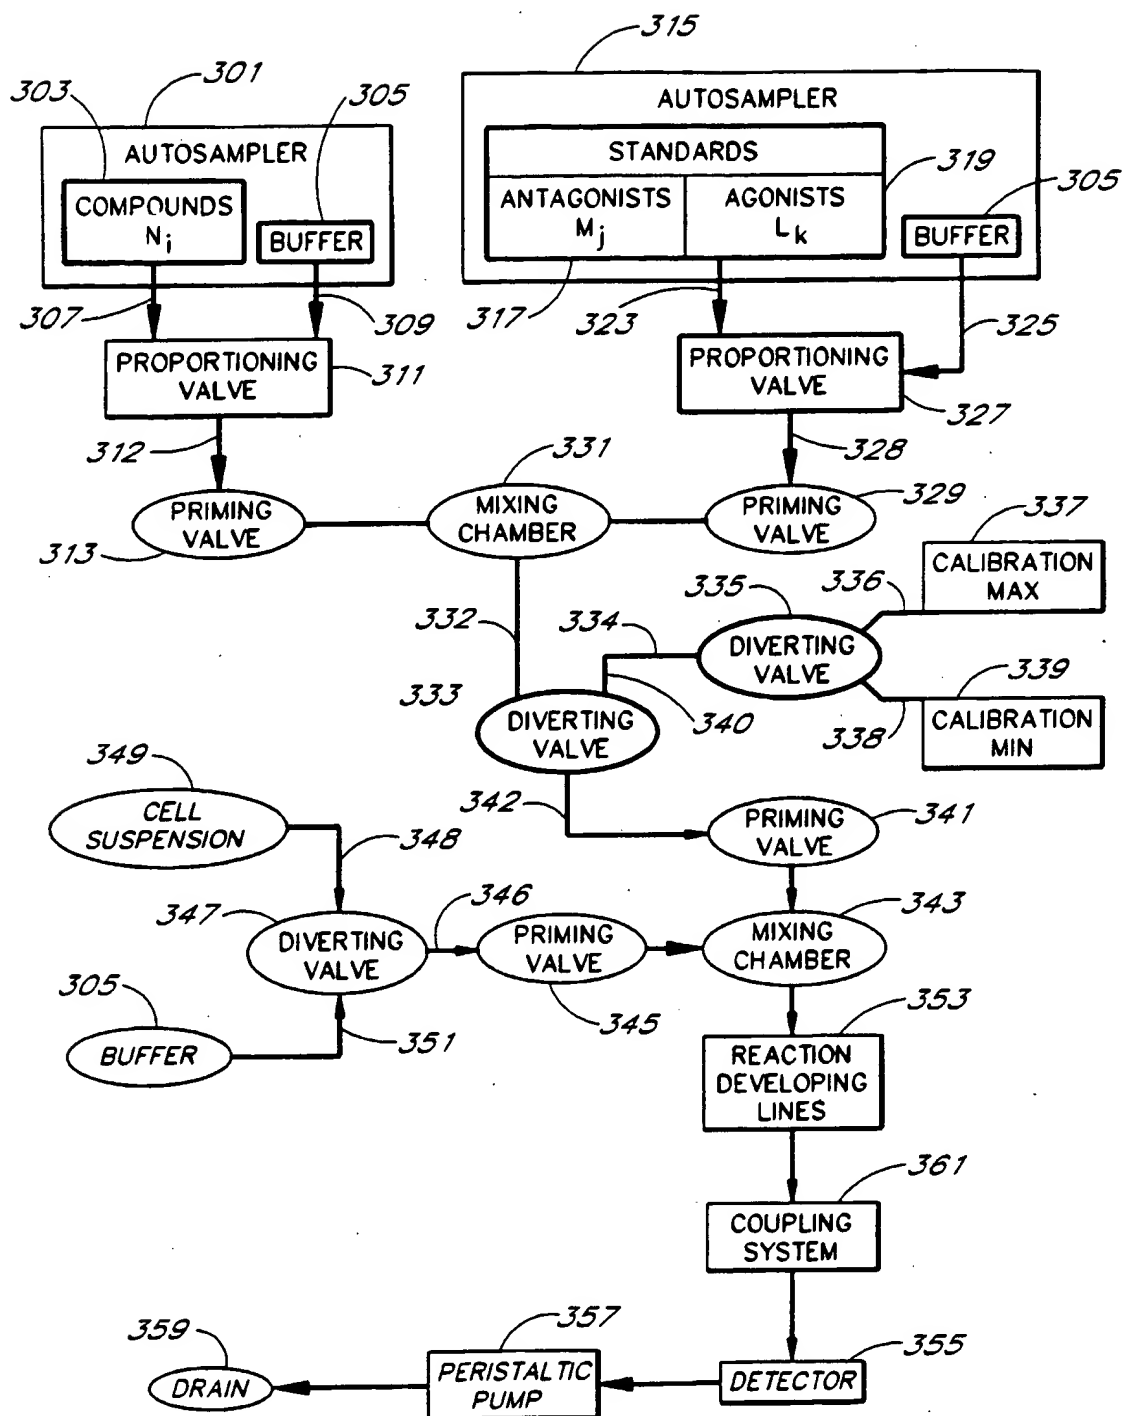 315
301
303
305
AUTOSAMPLER
AUTOSAMPLER
STANDARDS
319
COMPOUNDS
Ni
BUFFER
ANTAGONISTS
Mj
AGONISTS
Lk
305
BUFFER
307
309
317
323
325
PROPORTIONING
VALVE
311
PROPORTIONING
VALVE
327
312
328
331
PRIMING
VALVE
313
MIXING
CHAMBER
PRIMING
VALVE
329
337
CALIBRATION
MAX
336
335
334
332
DIVERTING
VALVE
333
340
339
338
CALIBRATION
MIN
DIVERTING
VALVE
349
CELL
SUSPENSION
342
PRIMING
VALVE
341
348
347
346
343
DIVERTING
VALVE
PRIMING
VALVE
MIXING
CHAMBER
305
345
353
BUFFER
351
REACTION
DEVELOPING
LINES
361
COUPLING
SYSTEM
359
357
355
DRAIN
PERISTALTIC
PUMP
DETECTOR